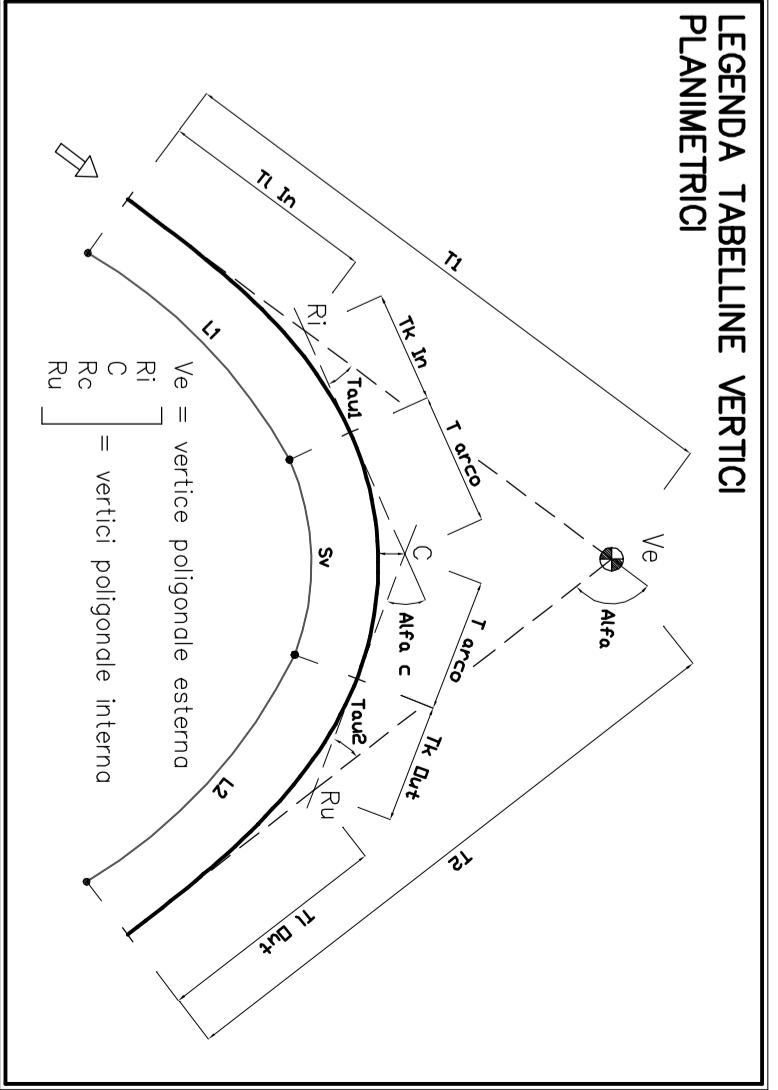 LEGENDA TABELLINE VERTICI
PLANIMETRICI
T1
Tl In
Tk In
T arco
Ve
Alfa
Ri
Tau1
C
Alfa c
T arco
Tk Out
Tau2
Ru
T2
Tl Out
L1
Sv
L2
Ve = vertice poligonale esterna
Ri
C
Rc
Ru
= vertici poligonale interna